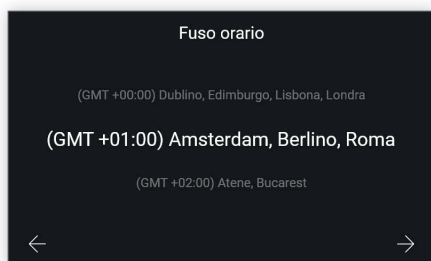 Fuso orario
(GMT +00:00) Dublino, Edimburgo, Lisbona, Londra
(GMT +01:00) Amsterdam, Berlino, Roma
(GMT +02:00) Atene, Bucarest